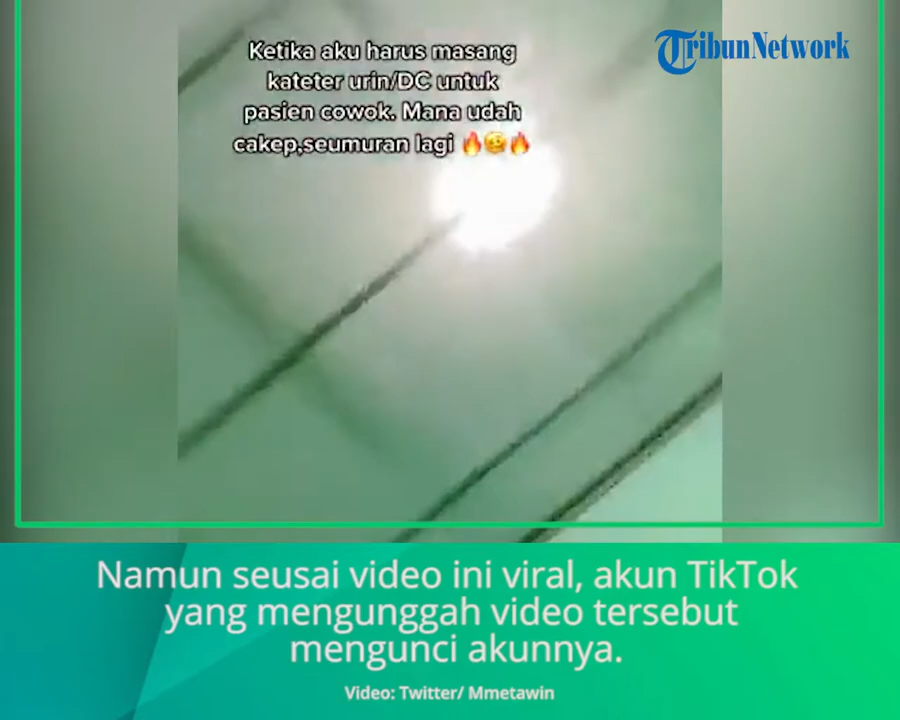 TribunNetwork
Ketika aku harus masang
kateter urin/DC untuk
pasien cowok. Mana udah
cakep,seumuran lagi 🔥🥴🔥
Namun seusai video ini viral, akun TikTok
yang mengunggah video tersebut
mengunci akunnya.
Video: Twitter/ Mmetawin